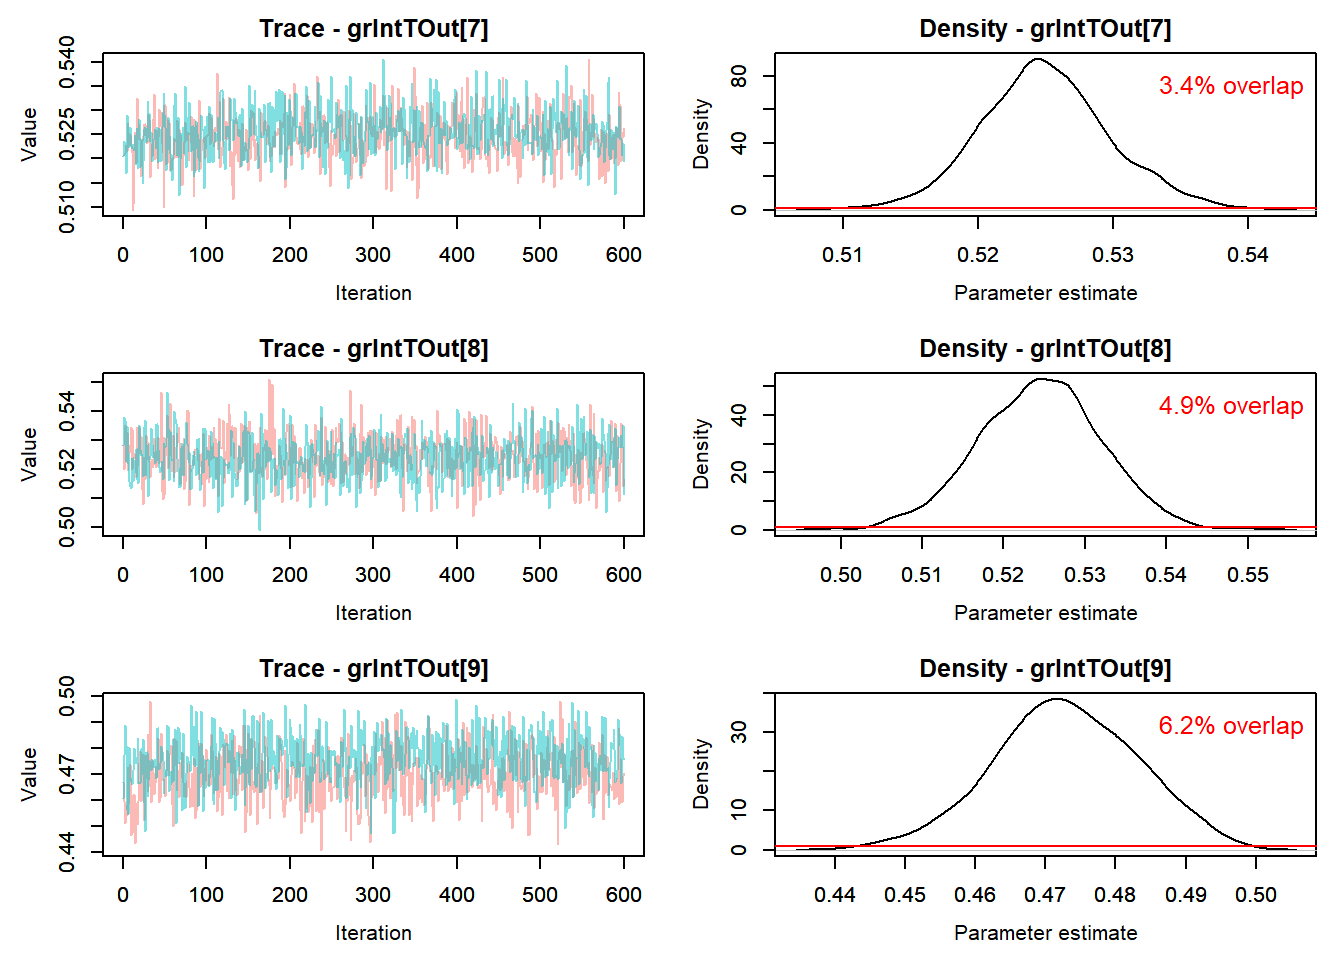 Trace - grIntTOut[7]
Value
0.510 0.525 0.540
0 100 200 300 400 500 600
Iteration
Density - grIntTOut[7]
Density
0 40 80
3.4% overlap
0.51 0.52 0.53 0.54
Parameter estimate
Trace - grIntTOut[8]
Value
0.50 0.52 0.54
0 100 200 300 400 500 600
Iteration
Density - grIntTOut[8]
Density
0 20 40
4.9% overlap
0.50 0.51 0.52 0.53 0.54 0.55
Parameter estimate
Trace - grIntTOut[9]
Value
0.44 0.47 0.50
0 100 200 300 400 500 600
Iteration
Density - grIntTOut[9]
Density
0 10 30
6.2% overlap
0.44 0.45 0.46 0.47 0.48 0.49 0.50
Parameter estimate